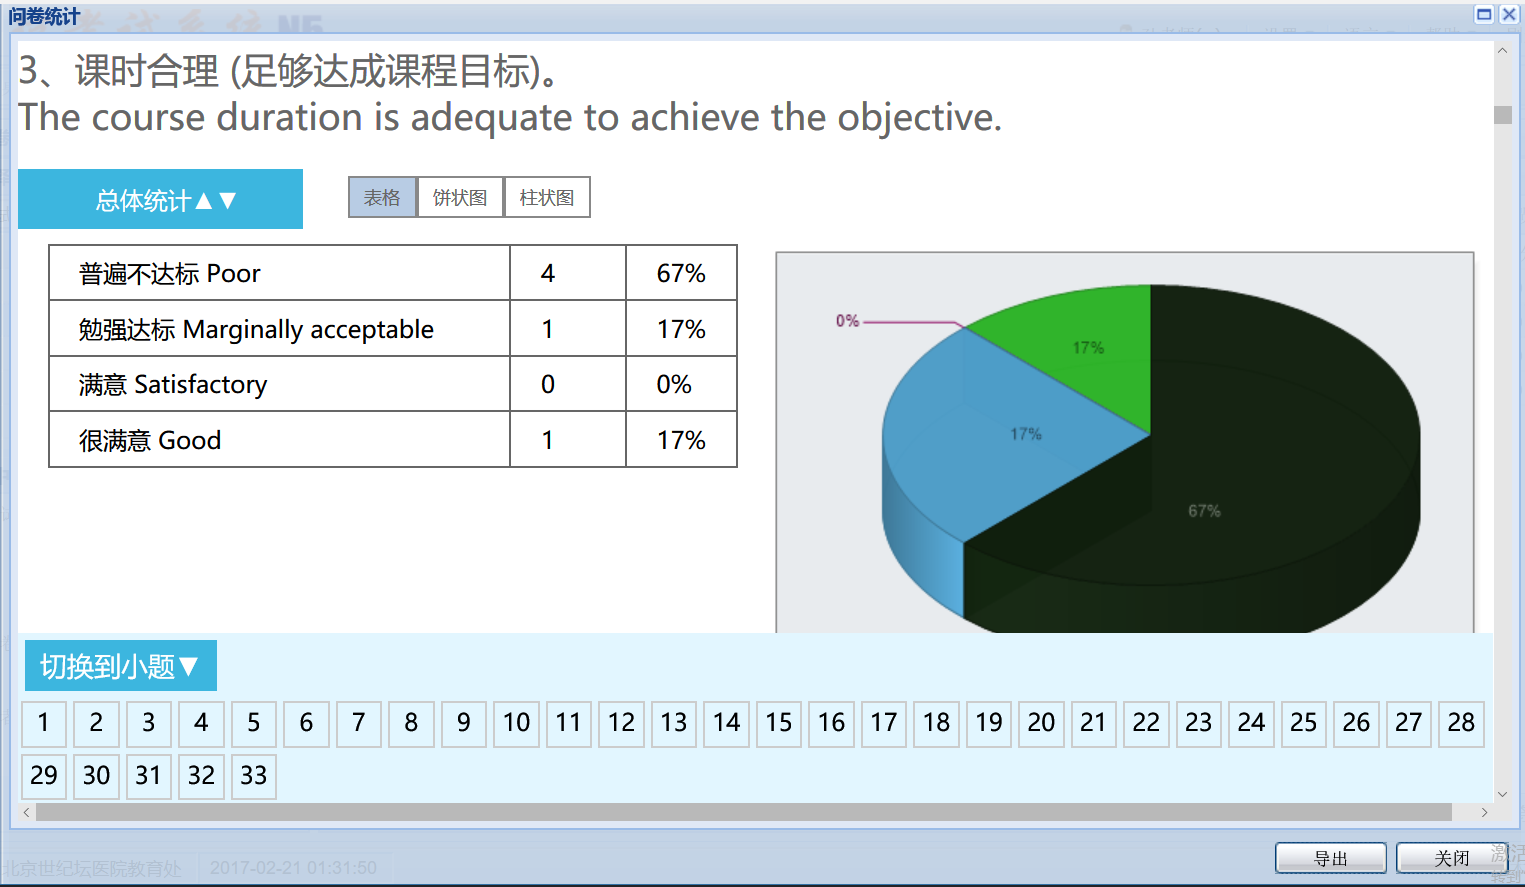 问卷统计
3、课时合理 (足够达成课程目标)。
The course duration is adequate to achieve the objective.
总体统计▲▼
表格 饼状图 柱状图
普遍不达标 Poor 4 67%
勉强达标 Marginally acceptable 1 17%
满意 Satisfactory 0 0%
很满意 Good 1 17%
0%
17%
17%
67%
切换到小题▼
1 2 3 4 5 6 7 8 9 10 11 12 13 14 15 16 17 18 19 20 21 22 23 24 25 26 27 28
29 30 31 32 33
导出 关闭
北京世纪坛医院教育处 2017-02-21 01:31:50
激活
转到